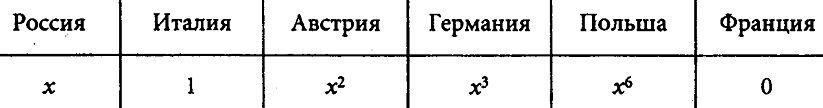 Россия Италия Австрия Германия Польша Франция
x 1 x² x³ x⁶ 0